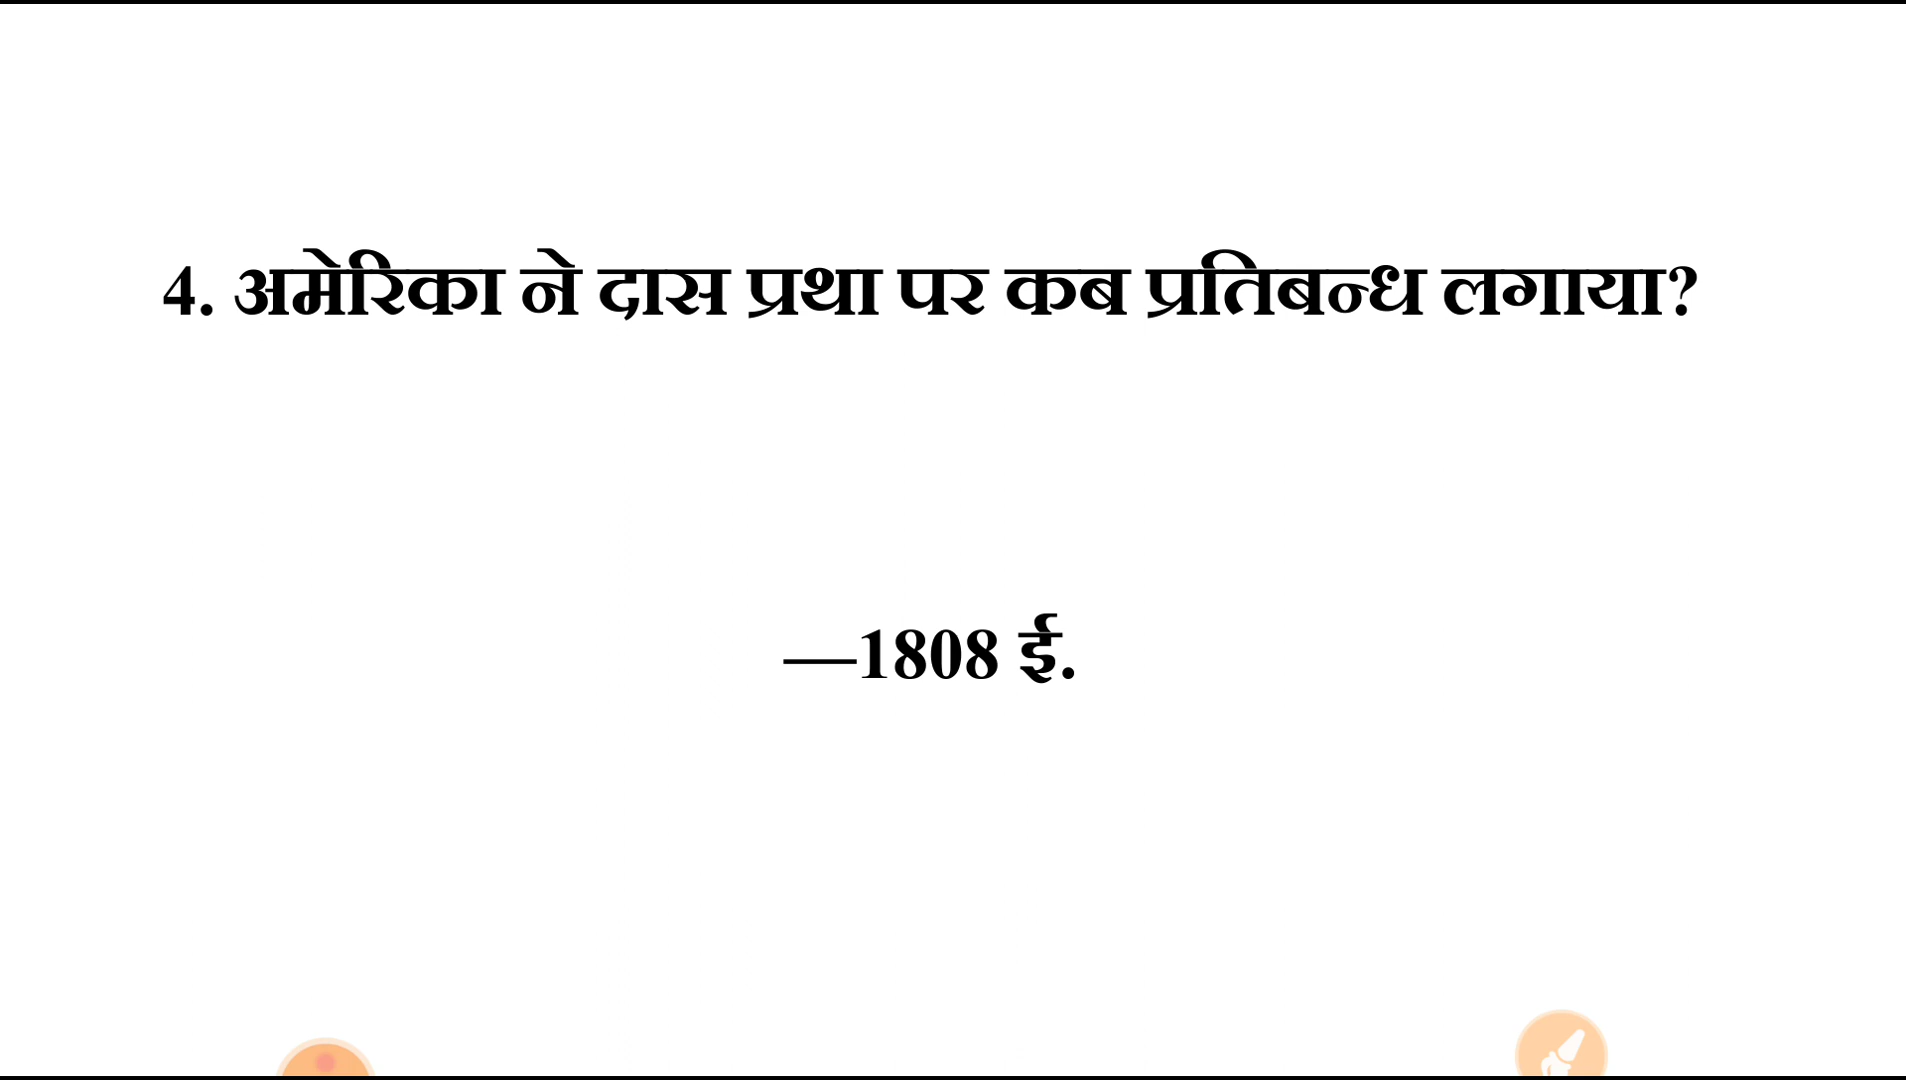 4. अमेरिका ने दास प्रथा पर कब प्रतिबन्ध लगाया?
—1808 ई.